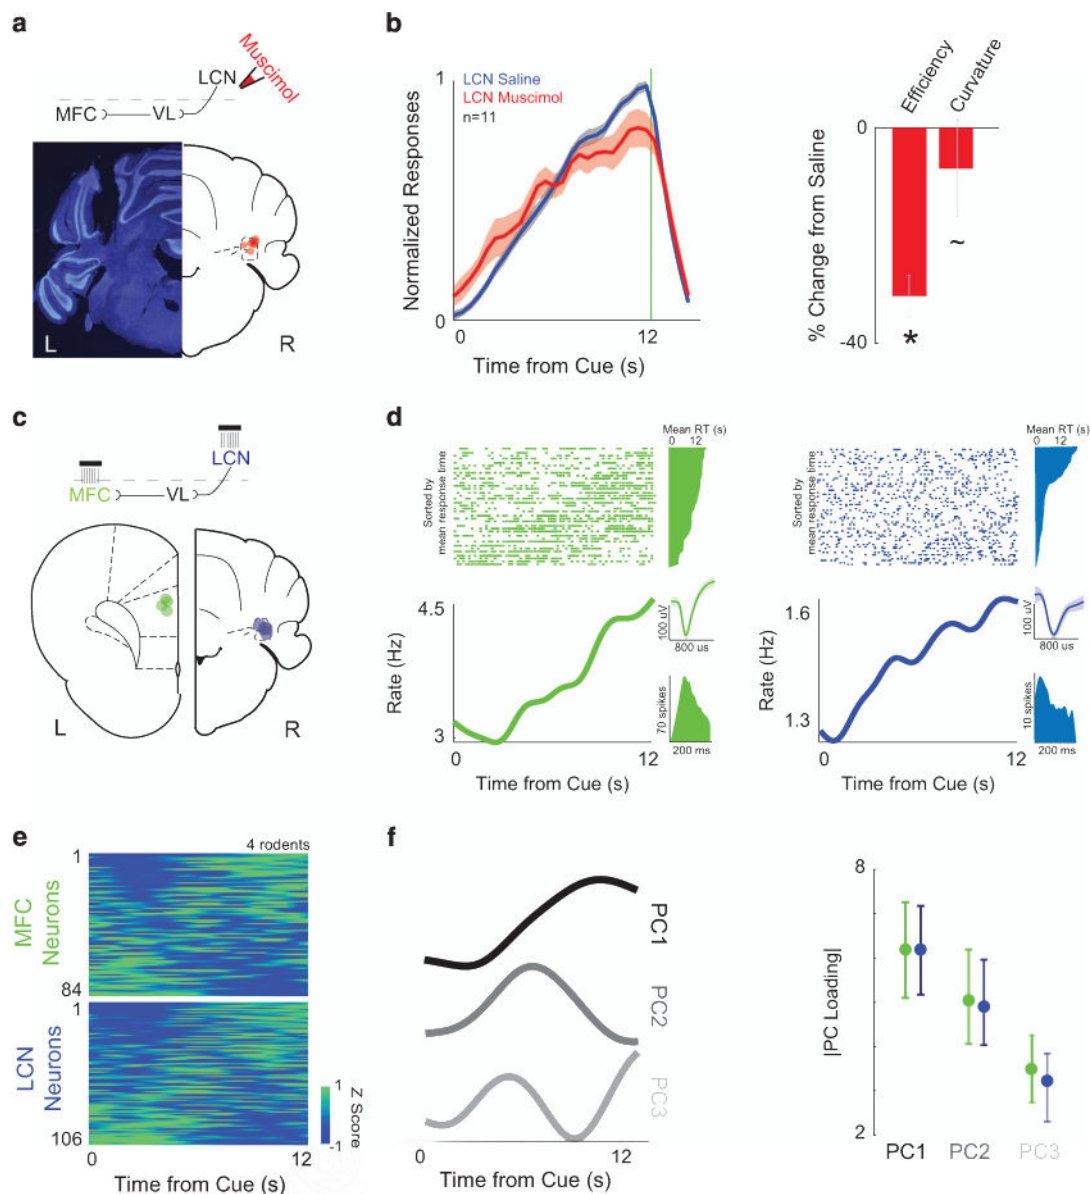 a
Muscimol
LCN
MFC
VL
L
R
b
1
LCN Saline
LCN Muscimol
n=11
Normalized Responses
0
0
12
Time from Cue (s)
Efficiency
Curvature
0
% Change from Saline
~
*
-40
c
LCN
MFC
VL
L
R
d
Mean RT (s)
0 12
Sorted by
mean response time
4.5
Rate (Hz)
3
0
12
Time from Cue (s)
100 uV
800 us
70 spikes
200 ms
Mean RT (s)
0 12
Sorted by
mean response time
1.6
Rate (Hz)
1.3
0
12
Time from Cue (s)
100 uV
800 us
10 spikes
200 ms
e
4 rodents
1
MFC
Neurons
84
1
LCN
Neurons
106
1
Z Score
-1
0
12
Time from Cue (s)
f
PC1
PC2
PC3
0
12
Time from Cue (s)
8
|PC Loading|
2
PC1
PC2
PC3